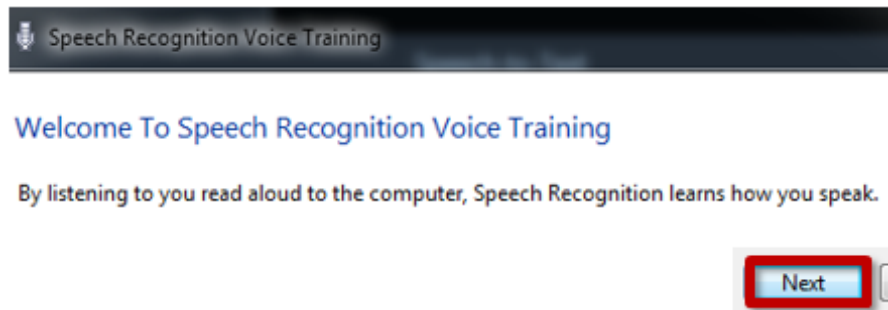 Speech Recognition Voice Training
Welcome To Speech Recognition Voice Training
By listening to you read aloud to the computer, Speech Recognition learns how you speak.
Next